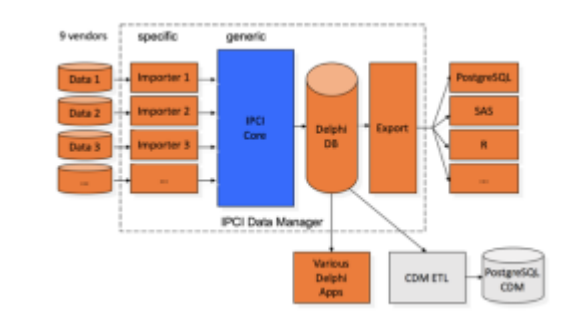 9 vendors
specific
generic
Data 1
Importer 1
Data 2
Importer 2
Data 3
Importer 3
...
...
IPCI
Core
Delphi
DB
Export
PostgreSQL
SAS
R
...
IPCI Data Manager
Various
Delphi
Apps
CDM ETL
PostgreSQL
CDM